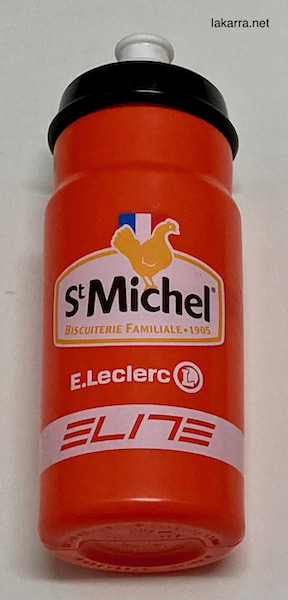 lakarra.net
St Michel®
BISCUITERIE FAMILIALE • 1905
E.Leclerc L
ELITE